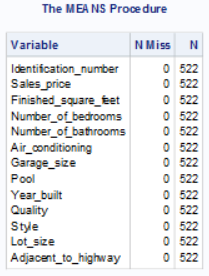 The MEANS Procedure
Variable N Miss N
Identification_number 0 522
Sales_price 0 522
Finished_square_feet 0 522
Number_of_bedrooms 0 522
Number_of_bathrooms 0 522
Air_conditioning 0 522
Garage_size 0 522
Pool 0 522
Year_built 0 522
Quality 0 522
Style 0 522
Lot_size 0 522
Adjacent_to_highway 0 522